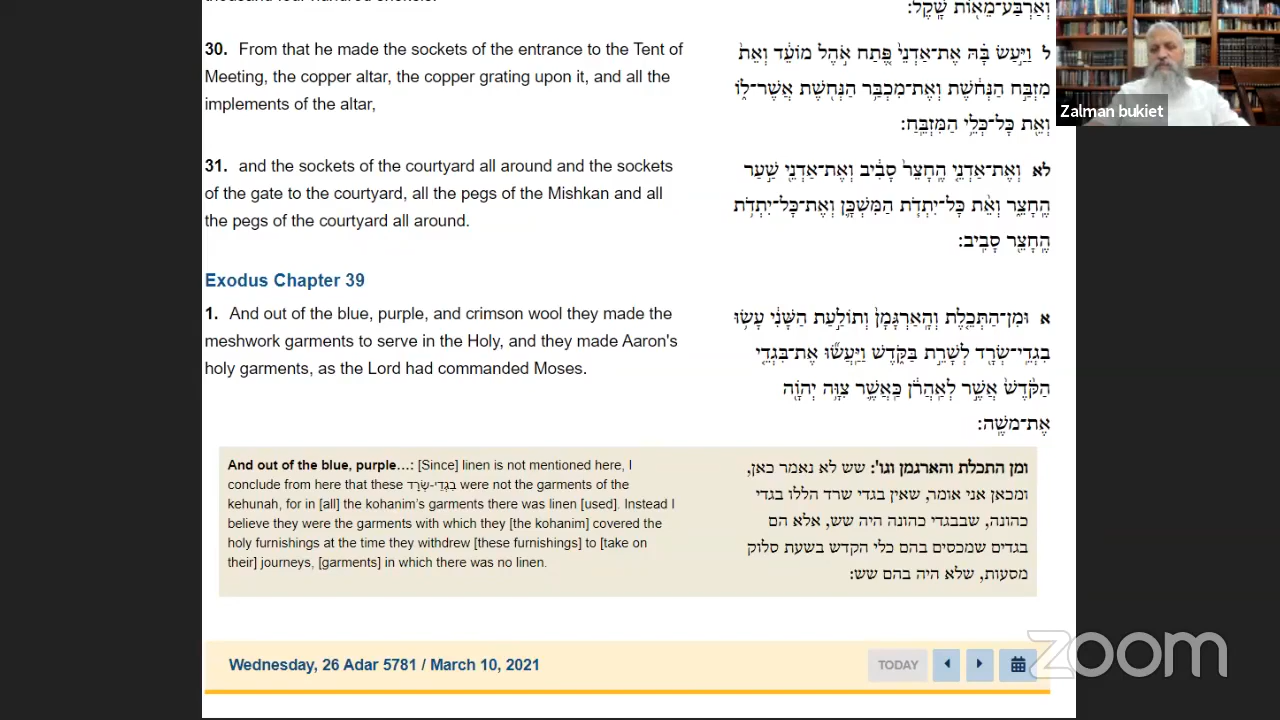 thousand four hundred shekels.
וְאַרְבַּע־מֵא֖וֹת שָֽׁקֶל:
30. From that he made the sockets of the entrance to the Tent of
Meeting, the copper altar, the copper grating upon it, and all the
implements of the altar,
ל וַיַּ֣עַשׂ בָּ֗הּ אֶת־אַדְנֵי֙ פֶּ֚תַח אֹ֣הֶל מוֹעֵ֔ד וְאֵת֙
מִזְבַּ֣ח הַנְּחֹ֔שֶׁת וְאֶת־מִכְבַּ֥ר הַנְּחֹ֖שֶׁת אֲשֶׁר־ל֑וֹ
וְאֵ֖ת כָּל־כְּלֵ֥י הַמִּזְבֵּֽחַ:
31. and the sockets of the courtyard all around and the sockets
of the gate to the courtyard, all the pegs of the Mishkan and all
the pegs of the courtyard all around.
לא וְאֶת־אַדְנֵ֤י הֶֽחָצֵר֙ סָבִ֔יב וְאֶת־אַדְנֵ֖י שַׁ֣עַר
הֶֽחָצֵ֑ר וְאֵ֨ת כָּל־יִתְדֹ֧ת הַמִּשְׁכָּ֛ן וְאֶת־כָּל־יִתְדֹ֥ת
הֶֽחָצֵ֖ר סָבִֽיב:
Exodus Chapter 39
1. And out of the blue, purple, and crimson wool they made the
meshwork garments to serve in the Holy, and they made Aaron's
holy garments, as the Lord had commanded Moses.
א וּמִן־הַתְּכֵ֤לֶת וְהָֽאַרְגָּמָן֙ וְתוֹלַ֣עַת הַשָּׁנִ֔י עָשׂ֥וּ
בִגְדֵֽי־שְׂרָ֖ד לְשָׁרֵ֣ת בַּקֹּ֑דֶשׁ וַיַּֽעֲשׂ֞וּ אֶת־בִּגְדֵ֤י
הַקֹּ֨דֶשׁ֙ אֲשֶׁ֣ר לְאַֽהֲרֹ֔ן כַּֽאֲשֶׁ֛ר צִוָּ֥ה יְהֹוָ֖ה
אֶת־משֶֽׁה:
And out of the blue, purple…: [Since] linen is not mentioned here, I
conclude from here that these בִגְדֵי-שְׂרָד were not the garments of the
kehunah, for in [all] the kohanim's garments there was linen [used]. Instead I
believe they were the garments with which they [the kohanim] covered the
holy furnishings at the time they withdrew [these furnishings] to [take on
their] journeys, [garments] in which there was no linen.
ומן התכלת והארגמן וגו': שש לא נאמר כאן,
ומכאן אני אומר, שאין בגדי שרד הללו בגדי
כהונה, שבבגדי כהונה היה שש, אלא הם
בגדים שמכסים בהם כלי הקדש בשעת סלוק
מסעות, שלא היה בהם שש:
Wednesday, 26 Adar 5781 / March 10, 2021
TODAY
Zalman bukiet
zoom